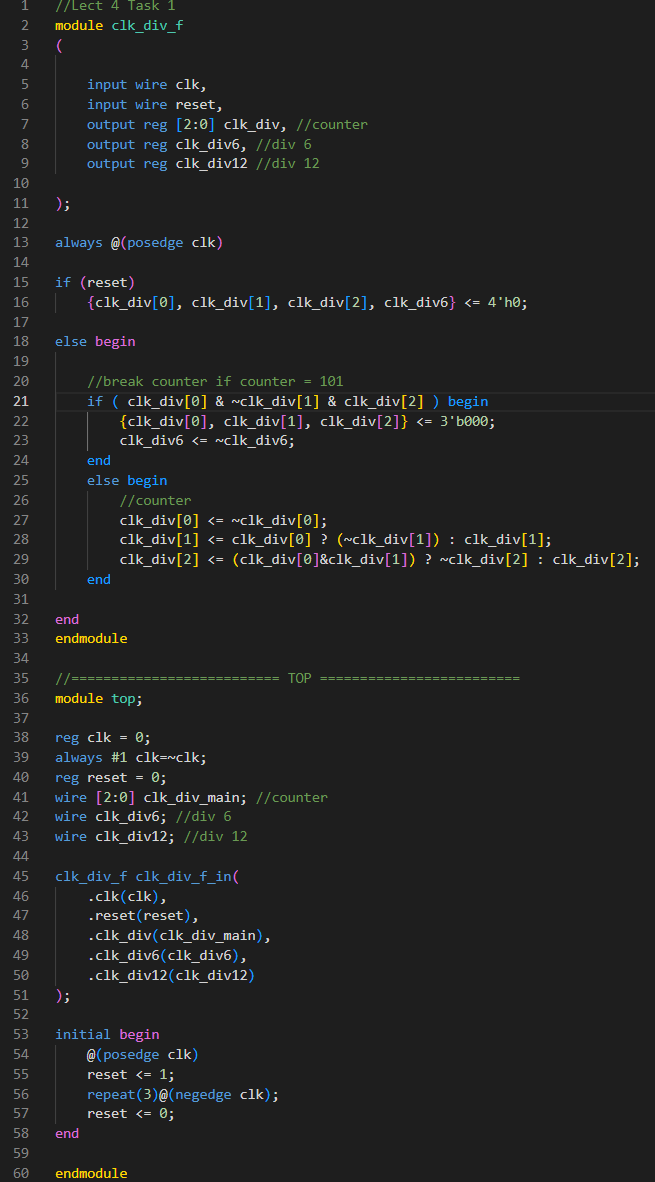 1 //Lect 4 Task 1
2 module clk_div_f
3 (
4
5     input wire clk,
6     input wire reset,
7     output reg [2:0] clk_div, //counter
8     output reg clk_div6, //div 6
9     output reg clk_div12 //div 12
10
11 );
12
13 always @(posedge clk)
14
15 if (reset)
16     {clk_div[0], clk_div[1], clk_div[2], clk_div6} <= 4'h0;
17
18 else begin
19
20     //break counter if counter = 101
21     if ( clk_div[0] & ~clk_div[1] & clk_div[2] ) begin
22         {clk_div[0], clk_div[1], clk_div[2]} <= 3'b000;
23         clk_div6 <= ~clk_div6;
24     end
25     else begin
26         //counter
27         clk_div[0] <= ~clk_div[0];
28         clk_div[1] <= clk_div[0] ? (~clk_div[1]) : clk_div[1];
29         clk_div[2] <= (clk_div[0]&clk_div[1]) ? ~clk_div[2] : clk_div[2];
30     end
31
32 end
33 endmodule
34
35 //========================== TOP =========================
36 module top;
37
38 reg clk = 0;
39 always #1 clk=~clk;
40 reg reset = 0;
41 wire [2:0] clk_div_main; //counter
42 wire clk_div6; //div 6
43 wire clk_div12; //div 12
44
45 clk_div_f clk_div_f_in(
46     .clk(clk),
47     .reset(reset),
48     .clk_div(clk_div_main),
49     .clk_div6(clk_div6),
50     .clk_div12(clk_div12)
51 );
52
53 initial begin
54     @(posedge clk)
55     reset <= 1;
56     repeat(3)@(negedge clk);
57     reset <= 0;
58 end
59
60 endmodule